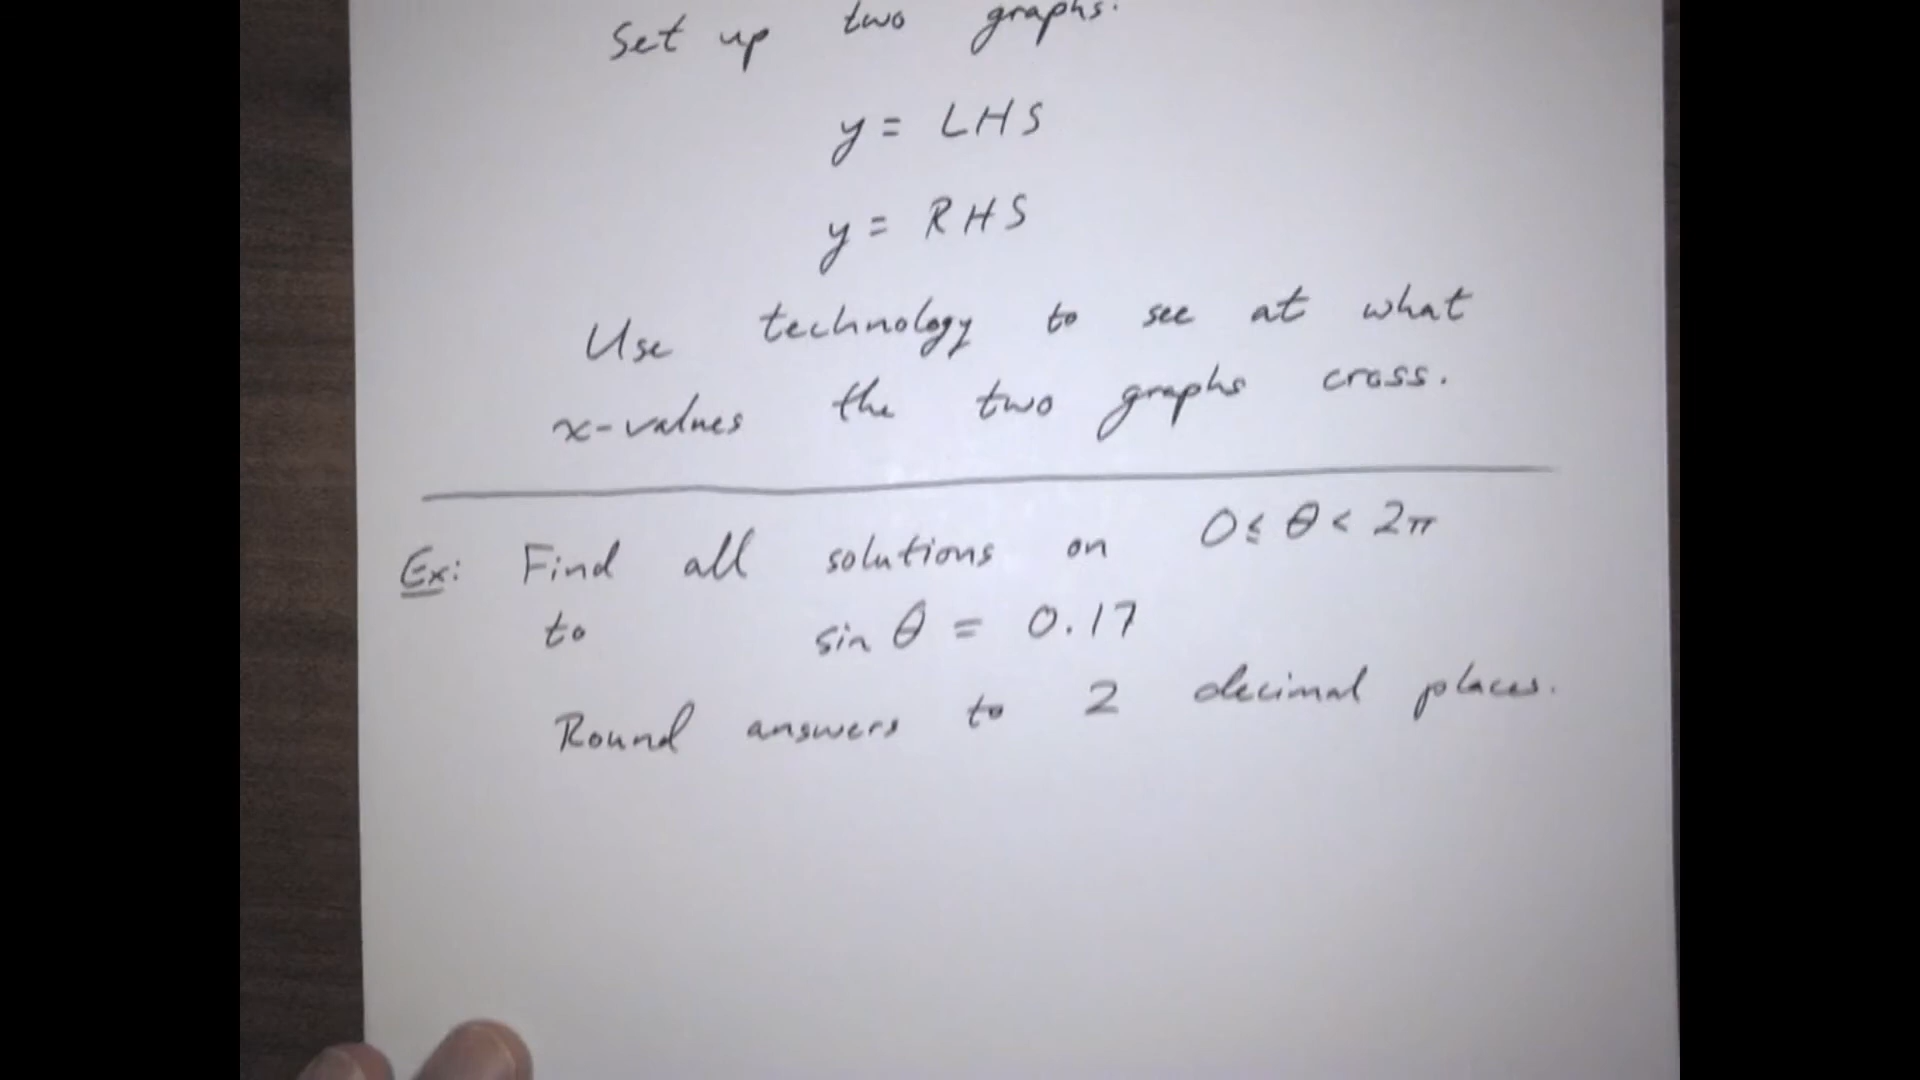 Set up two graphs.
y = LHS
y = RHS
Use technology to see at what
x-values the two graphs cross.
Ex: Find all solutions on 0 ≤ θ < 2π
to sin θ = 0.17
Round answers to 2 decimal places.